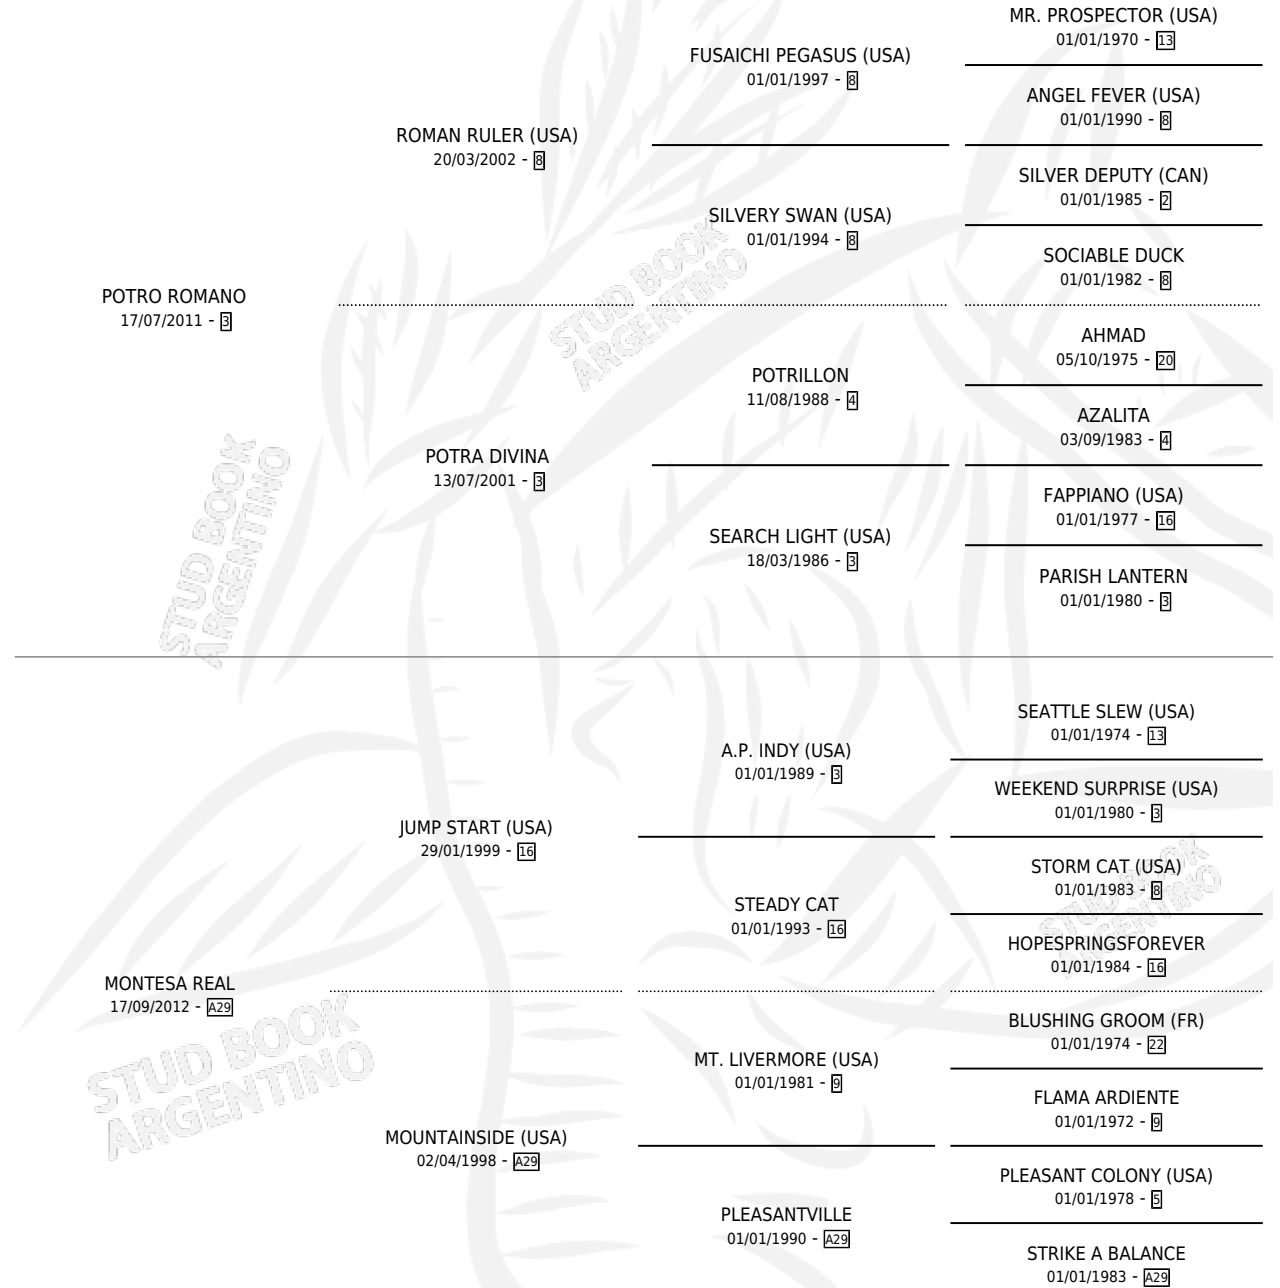 MR. PROSPECTOR (USA)
01/01/1970 - 13
FUSAICHI PEGASUS (USA)
01/01/1997 - 8
ANGEL FEVER (USA)
01/01/1990 - 8
ROMAN RULER (USA)
20/03/2002 - 8
SILVER DEPUTY (CAN)
01/01/1985 - 2
SILVERY SWAN (USA)
01/01/1994 - 8
SOCIABLE DUCK
01/01/1982 - 8
POTRO ROMANO
17/07/2011 - 3
STUD BOOK
ARGENTINO
AHMAD
05/10/1975 - 20
POTRILLON
11/08/1988 - 4
AZALITA
03/09/1983 - 4
POTRA DIVINA
13/07/2001 - 3
FAPPIANO (USA)
01/01/1977 - 16
SEARCH LIGHT (USA)
18/03/1986 - 3
PARISH LANTERN
01/01/1980 - 3
STUD BOOK
ARGENTINO
SEATTLE SLEW (USA)
01/01/1974 - 13
A.P. INDY (USA)
01/01/1989 - 3
WEEKEND SURPRISE (USA)
01/01/1980 - 3
JUMP START (USA)
29/01/1999 - 16
STORM CAT (USA)
01/01/1983 - 8
STEADY CAT
01/01/1993 - 16
HOPESPRINGSFOREVER
01/01/1984 - 16
STUD BOOK
ARGENTINO
MONTESA REAL
17/09/2012 - A29
STUD BOOK
ARGENTINO
BLUSHING GROOM (FR)
01/01/1974 - 22
MT. LIVERMORE (USA)
01/01/1981 - 9
FLAMA ARDIENTE
01/01/1972 - 9
MOUNTAINSIDE (USA)
02/04/1998 - A29
PLEASANT COLONY (USA)
01/01/1978 - 5
PLEASANTVILLE
01/01/1990 - A29
STRIKE A BALANCE
01/01/1983 - A29